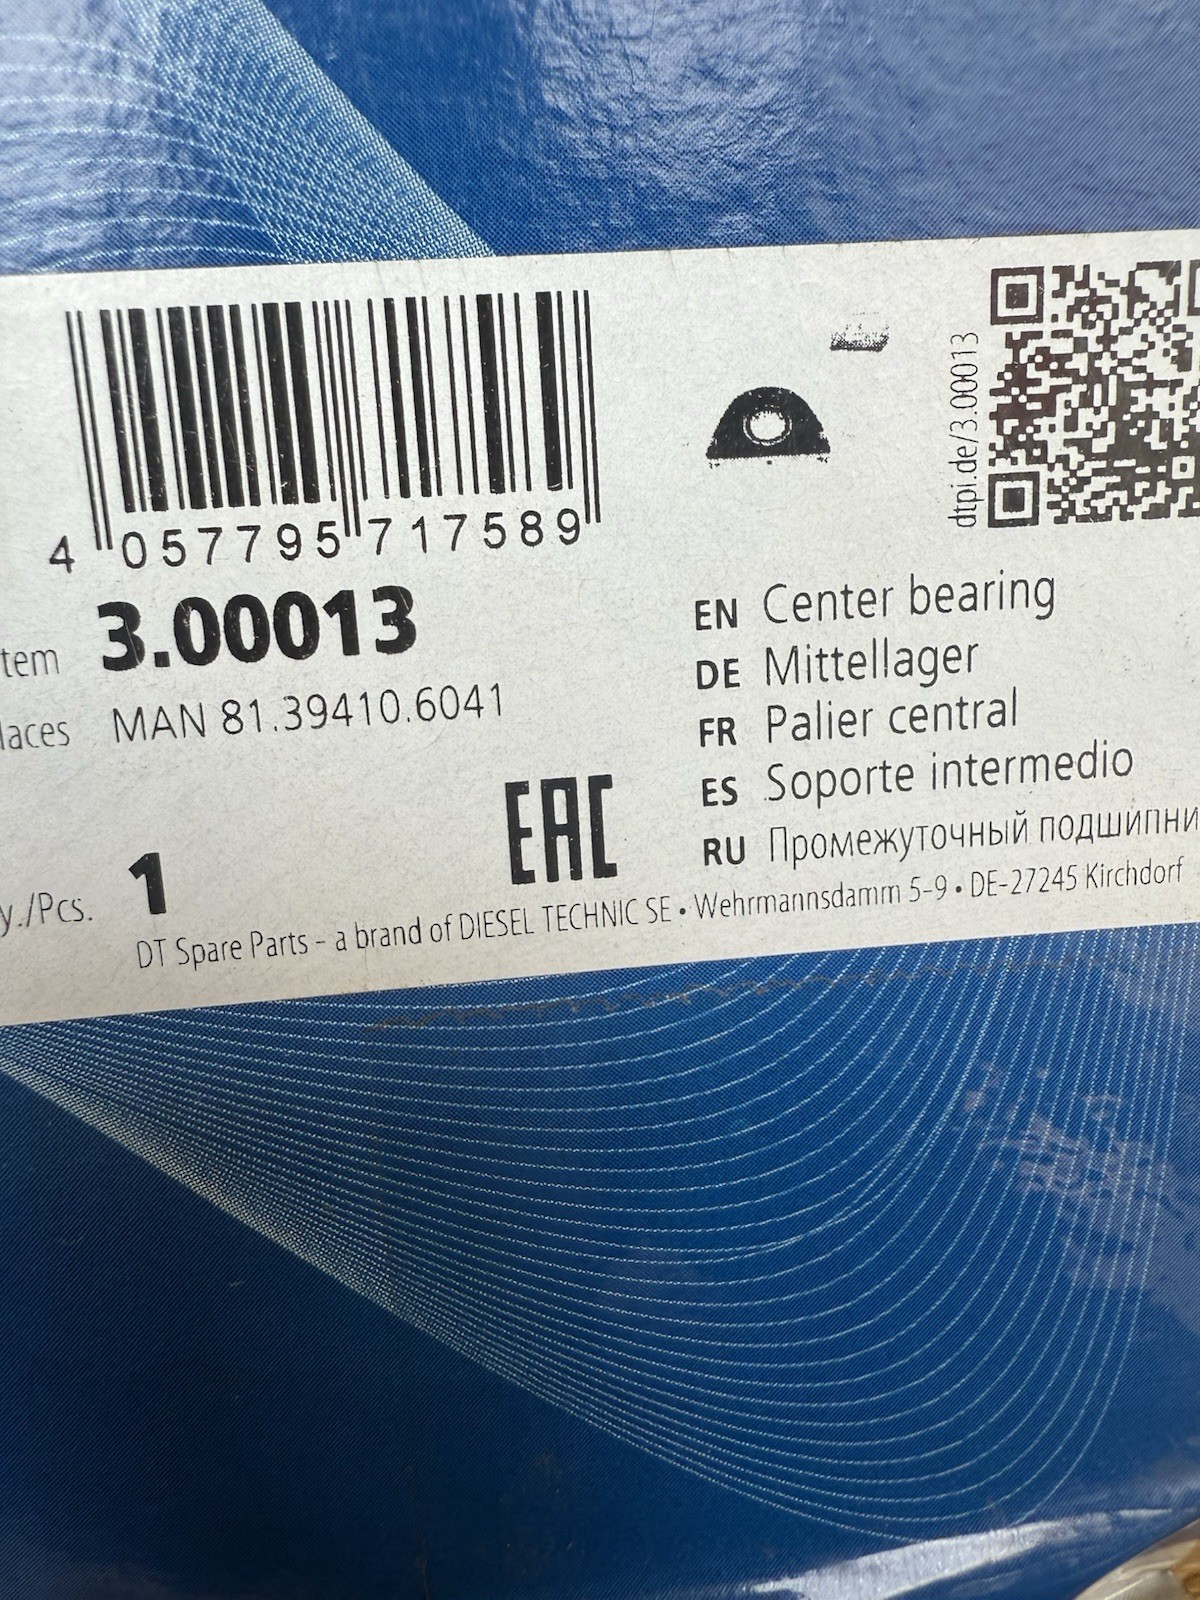 4 057795 717589
dtpi.de/3.00013
tem 3.00013
laces MAN 81.39410.6041
EN Center bearing
DE Mittellager
FR Palier central
ES Soporte intermedio
RU Промежуточный подшипни
EAC
y./Pcs. 1
DT Spare Parts - a brand of DIESEL TECHNIC SE • Wehrmannsdamm 5-9 • DE-27245 Kirchdorf